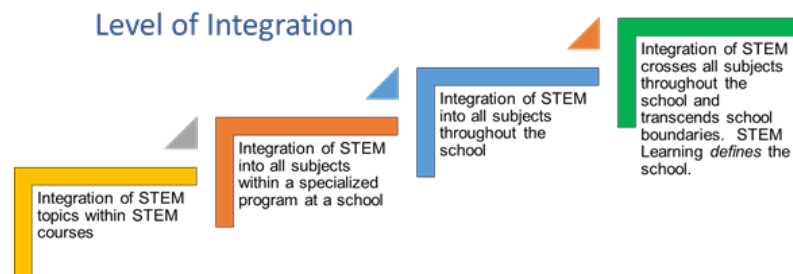 Level of Integration
Integration of STEM
topics within STEM
courses
Integration of STEM
into all subjects
within a specialized
program at a school
Integration of STEM
into all subjects
throughout the
school
Integration of STEM
crosses all subjects
throughout the
school and
transcends school
boundaries. STEM
Learning defines the
school.